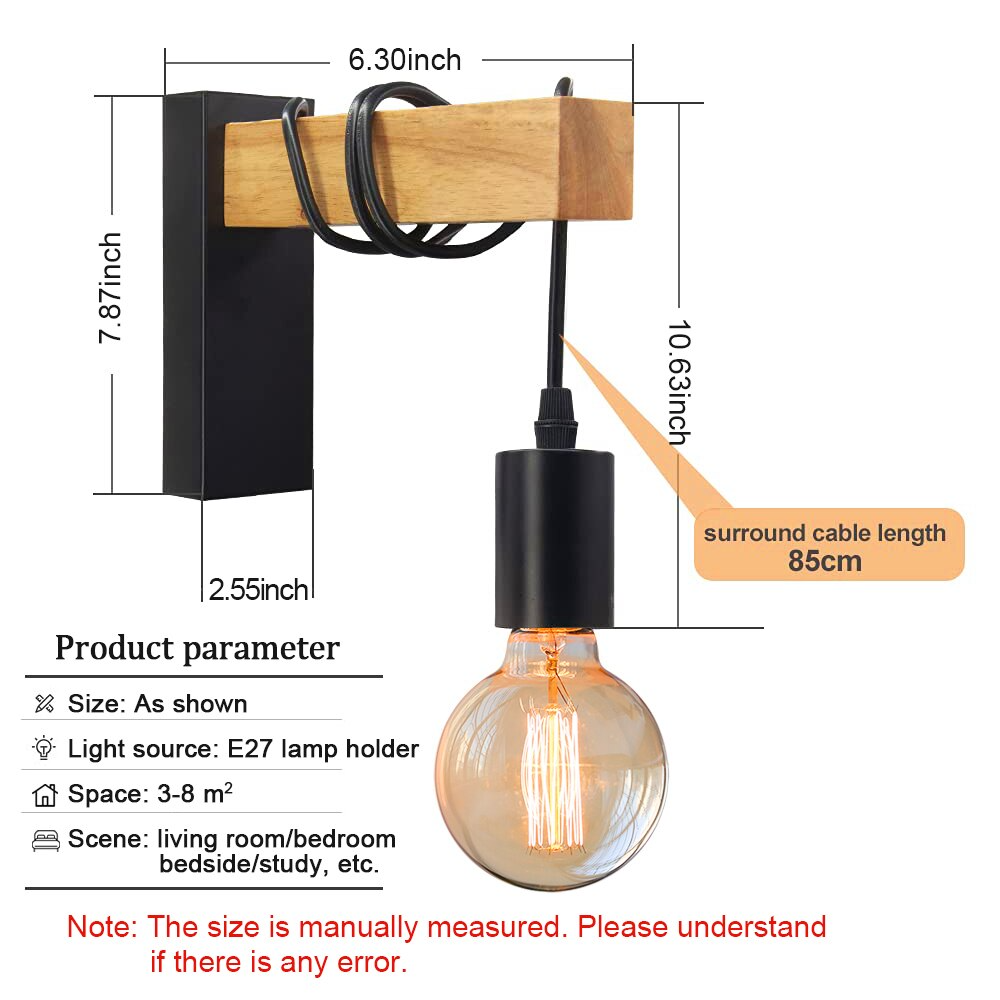 6.30inch
7.87inch
10.63inch
surround cable length
85cm
2.55inch
Product parameter
Size: As shown
Light source: E27 lamp holder
Space: 3-8 m²
Scene: living room/bedroom
bedside/study, etc.
Note: The size is manually measured. Please understand
if there is any error.